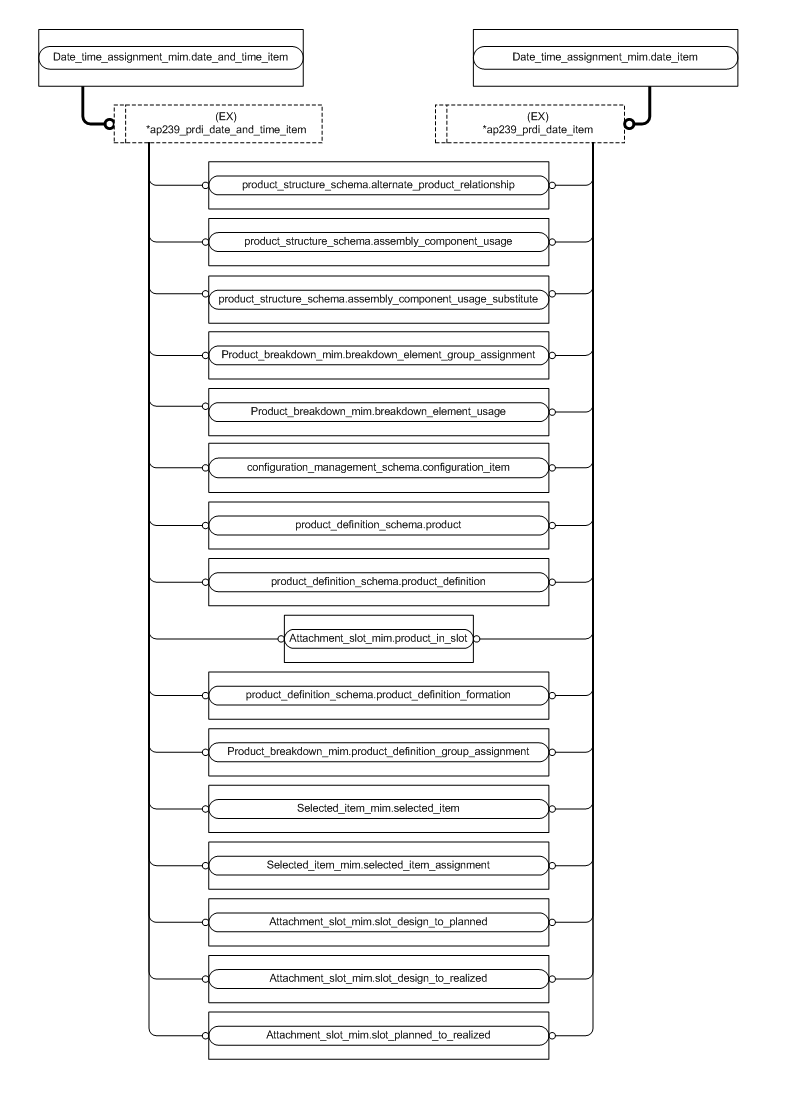 Date_time_assignment_mim.date_and_time_item
Date_time_assignment_mim.date_item
(EX)
*ap239_prdi_date_and_time_item
(EX)
*ap239_prdi_date_item
product_structure_schema.alternate_product_relationship
product_structure_schema.assembly_component_usage
product_structure_schema.assembly_component_usage_substitute
Product_breakdown_mim.breakdown_element_group_assignment
Product_breakdown_mim.breakdown_element_usage
configuration_management_schema.configuration_item
product_definition_schema.product
product_definition_schema.product_definition
Attachment_slot_mim.product_in_slot
product_definition_schema.product_definition_formation
Product_breakdown_mim.product_definition_group_assignment
Selected_item_mim.selected_item
Selected_item_mim.selected_item_assignment
Attachment_slot_mim.slot_design_to_planned
Attachment_slot_mim.slot_design_to_realized
Attachment_slot_mim.slot_planned_to_realized